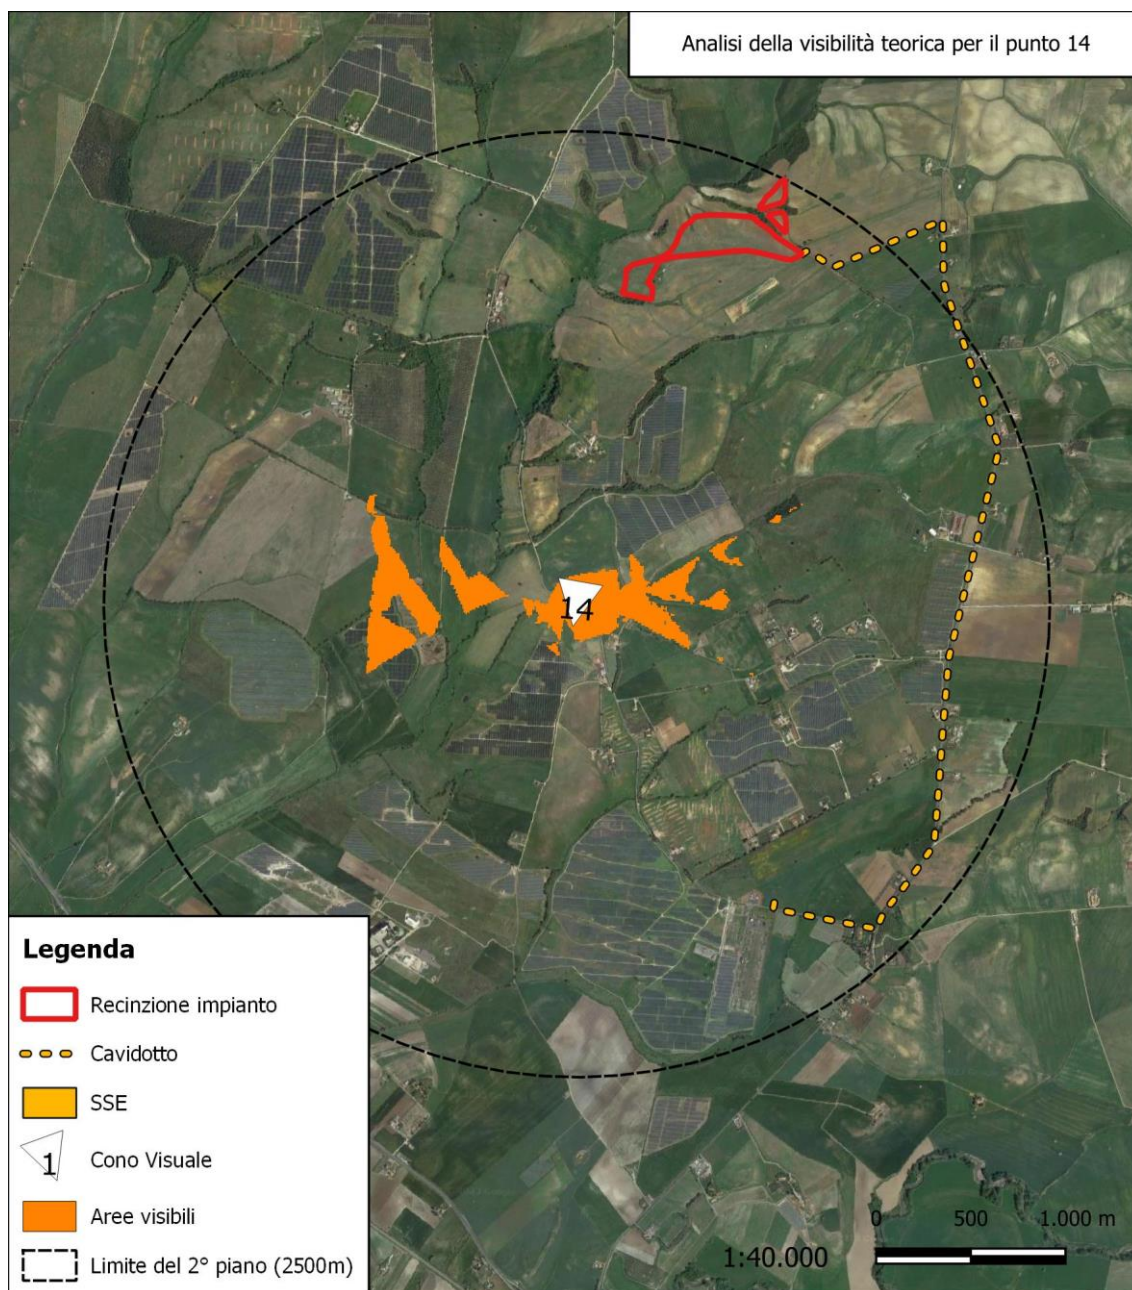 Analisi della visibilità teorica per il punto 14
14
Legenda
Recinzione impianto
Cavidotto
SSE
1
Cono Visuale
Aree visibili
Limite del 2° piano (2500m)
0 500 1.000 m
1:40.000